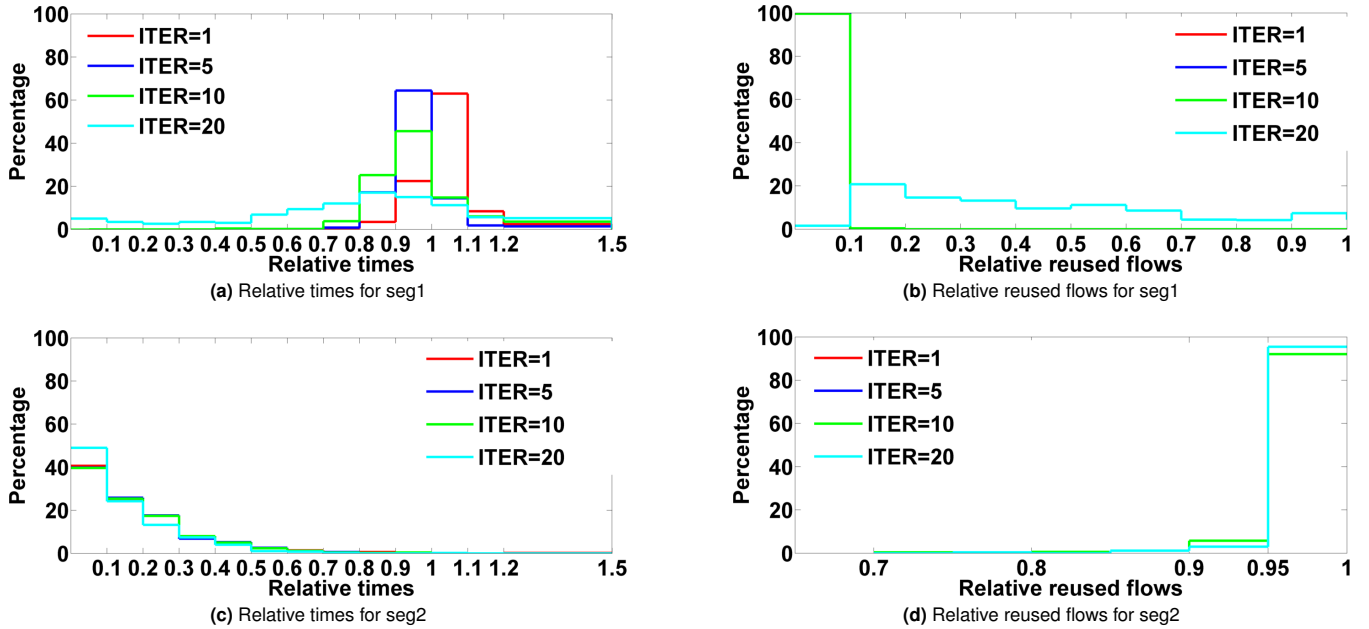 100
80
60
40
20
0
Percentage
ITER=1
ITER=5
ITER=10
ITER=20
0.1 0.2 0.3 0.4 0.5 0.6 0.7 0.8 0.9 1 1.1 1.2 1.5
Relative times
(a) Relative times for seg1
100
80
60
40
20
0
Percentage
ITER=1
ITER=5
ITER=10
ITER=20
0.1 0.2 0.3 0.4 0.5 0.6 0.7 0.8 0.9 1
Relative reused flows
(b) Relative reused flows for seg1
100
80
60
40
20
0
Percentage
ITER=1
ITER=5
ITER=10
ITER=20
0.1 0.2 0.3 0.4 0.5 0.6 0.7 0.8 0.9 1 1.1 1.2 1.5
Relative times
(c) Relative times for seg2
100
80
60
40
20
0
Percentage
ITER=1
ITER=5
ITER=10
ITER=20
0.7 0.8 0.9 0.95 1
Relative reused flows
(d) Relative reused flows for seg2